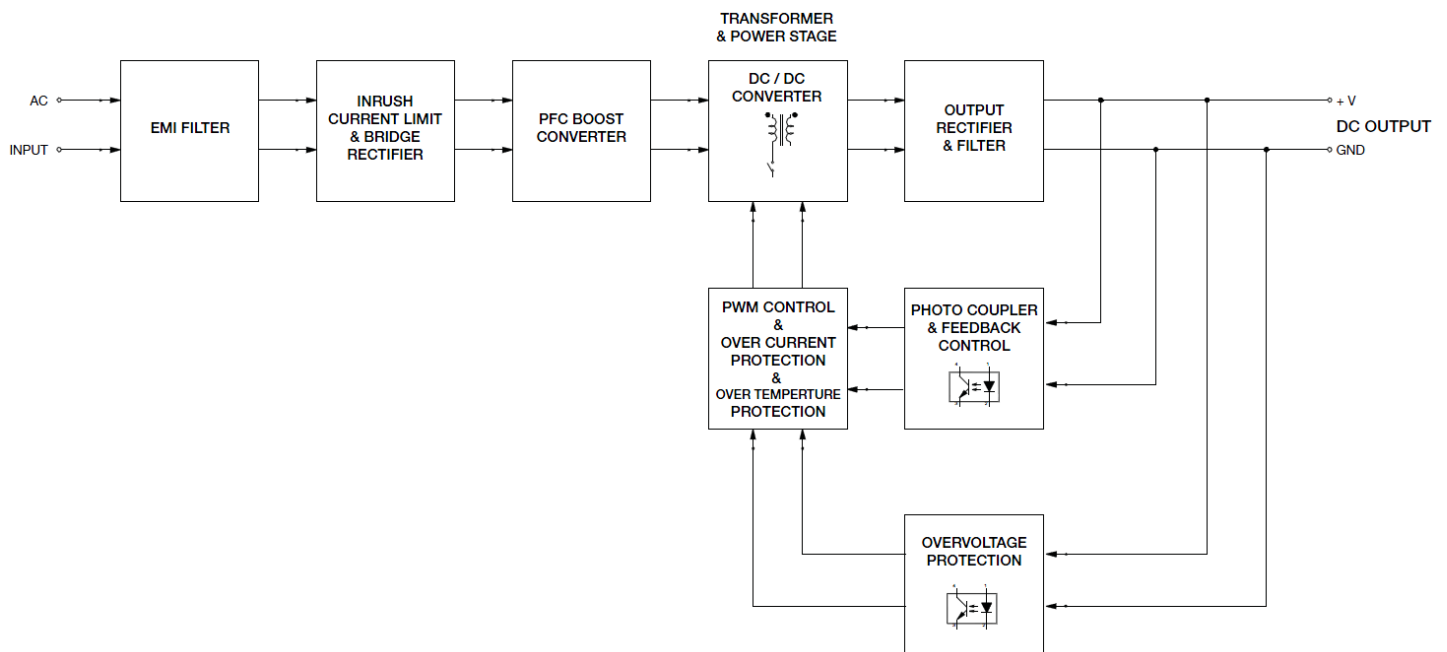 TRANSFORMER
& POWER STAGE
AC
INPUT
EMI FILTER
INRUSH
CURRENT LIMIT
& BRIDGE
RECTIFIER
PFC BOOST
CONVERTER
DC / DC
CONVERTER
OUTPUT
RECTIFIER
& FILTER
+ V
DC OUTPUT
GND
PWM CONTROL
&
OVER CURRENT
PROTECTION
&
OVER TEMPERTURE
PROTECTION
PHOTO COUPLER
& FEEDBACK
CONTROL
OVERVOLTAGE
PROTECTION